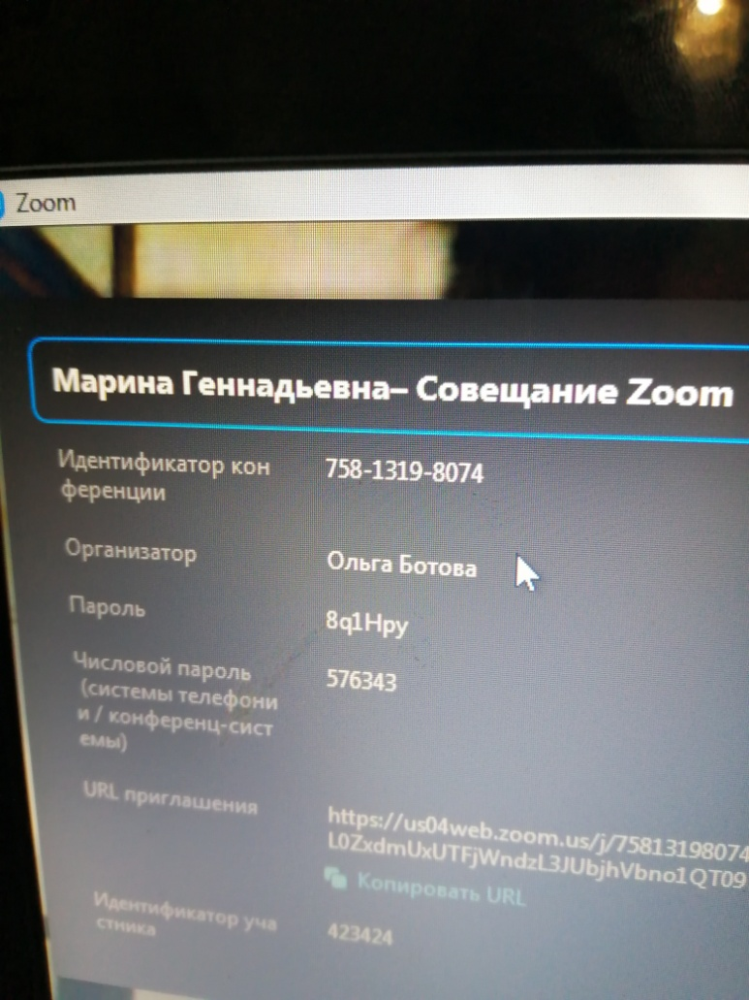 Zoom
Марина Геннадьевна– Совещание Zoom
Идентификатор кон
ференции
758-1319-8074
Организатор
Ольга Ботова
Пароль
8q1Hpy
Числовой пароль
(системы телефони
и / конференц-сист
емы)
576343
URL приглашения
https://us04web.zoom.us/j/75813198074
L0ZxdmUxUTFjWndzL3JUbjhVbno1QT09
Копировать URL
Идентификатор уча
стника
423424